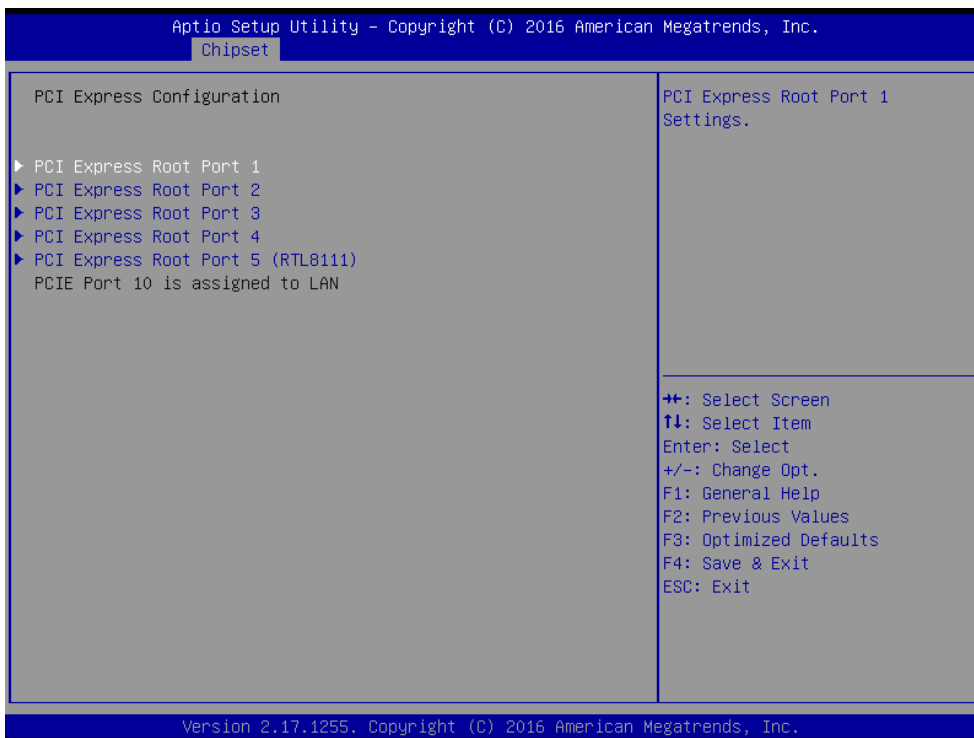 Aptio Setup Utility – Copyright (C) 2016 American Megatrends, Inc.
Chipset
PCI Express Configuration
PCI Express Root Port 1
PCI Express Root Port 2
PCI Express Root Port 3
PCI Express Root Port 4
PCI Express Root Port 5 (RTL8111)
PCIE Port 10 is assigned to LAN
PCI Express Root Port 1
Settings.
→←: Select Screen
↑↓: Select Item
Enter: Select
+/-: Change Opt.
F1: General Help
F2: Previous Values
F3: Optimized Defaults
F4: Save & Exit
ESC: Exit
Version 2.17.1255. Copyright (C) 2016 American Megatrends, Inc.